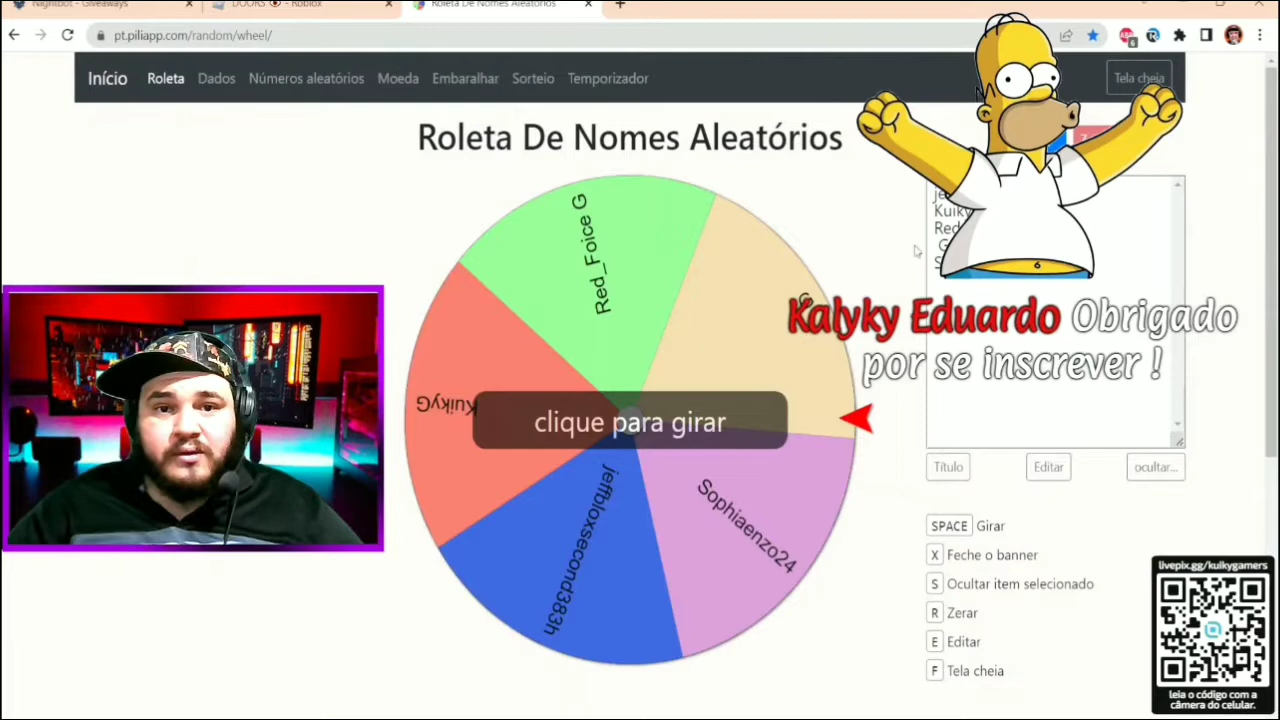 Nightbot - Giveaways
DOORS 👁 - Roblox
Roleta De Nomes Aleatórios
pt.piliapp.com/random/wheel/
Início Roleta Dados Números aleatórios Moeda Embaralhar Sorteio Temporizador Tela cheia
Roleta De Nomes Aleatórios
Red_Foice G
KuikyG
clique para girar
jeffbloxsecond383h
Sophiaenzo24
Kuiky
Red
Kalyky Eduardo Obrigado
por se inscrever !
Título Editar ocultar...
SPACE Girar
X Feche o banner
S Ocultar item selecionado
R Zerar
E Editar
F Tela cheia
livepix.gg/kuikygamers
leia o código com a
câmera do celular.